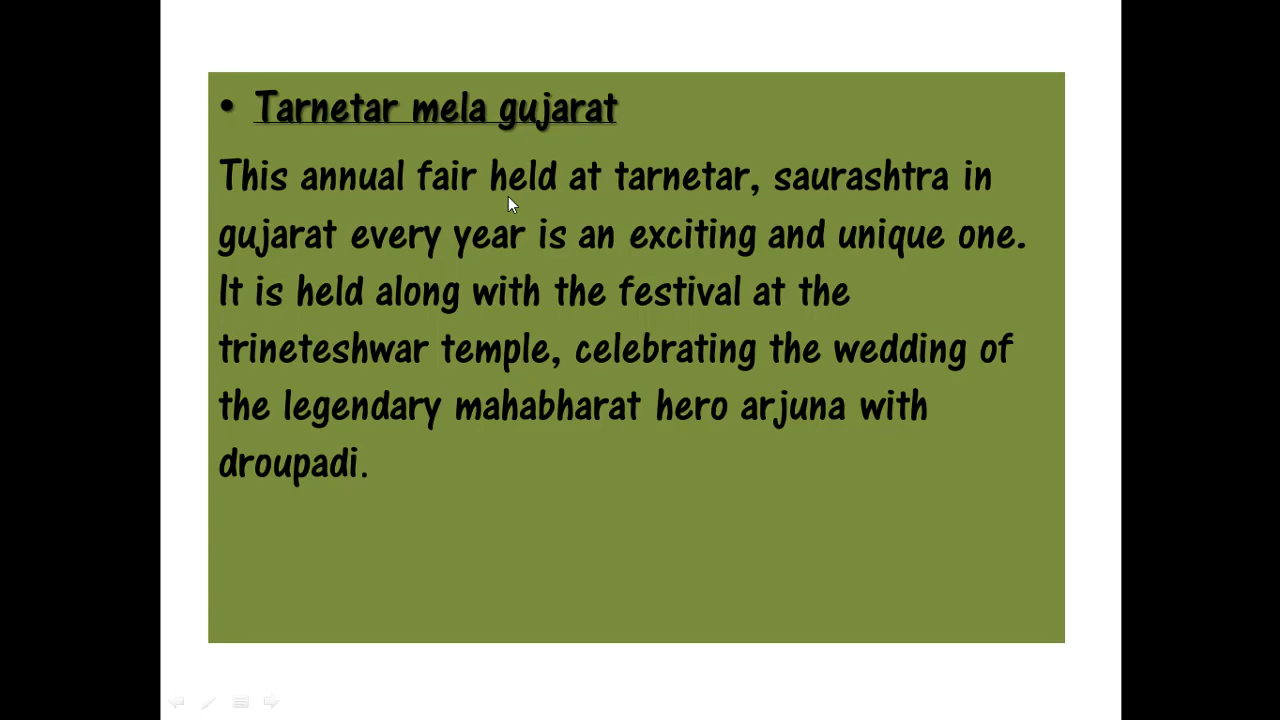 • Tarnetar mela gujarat
This annual fair held at tarnetar, saurashtra in
gujarat every year is an exciting and unique one.
It is held along with the festival at the
trineteshwar temple, celebrating the wedding of
the legendary mahabharat hero arjuna with
droupadi.